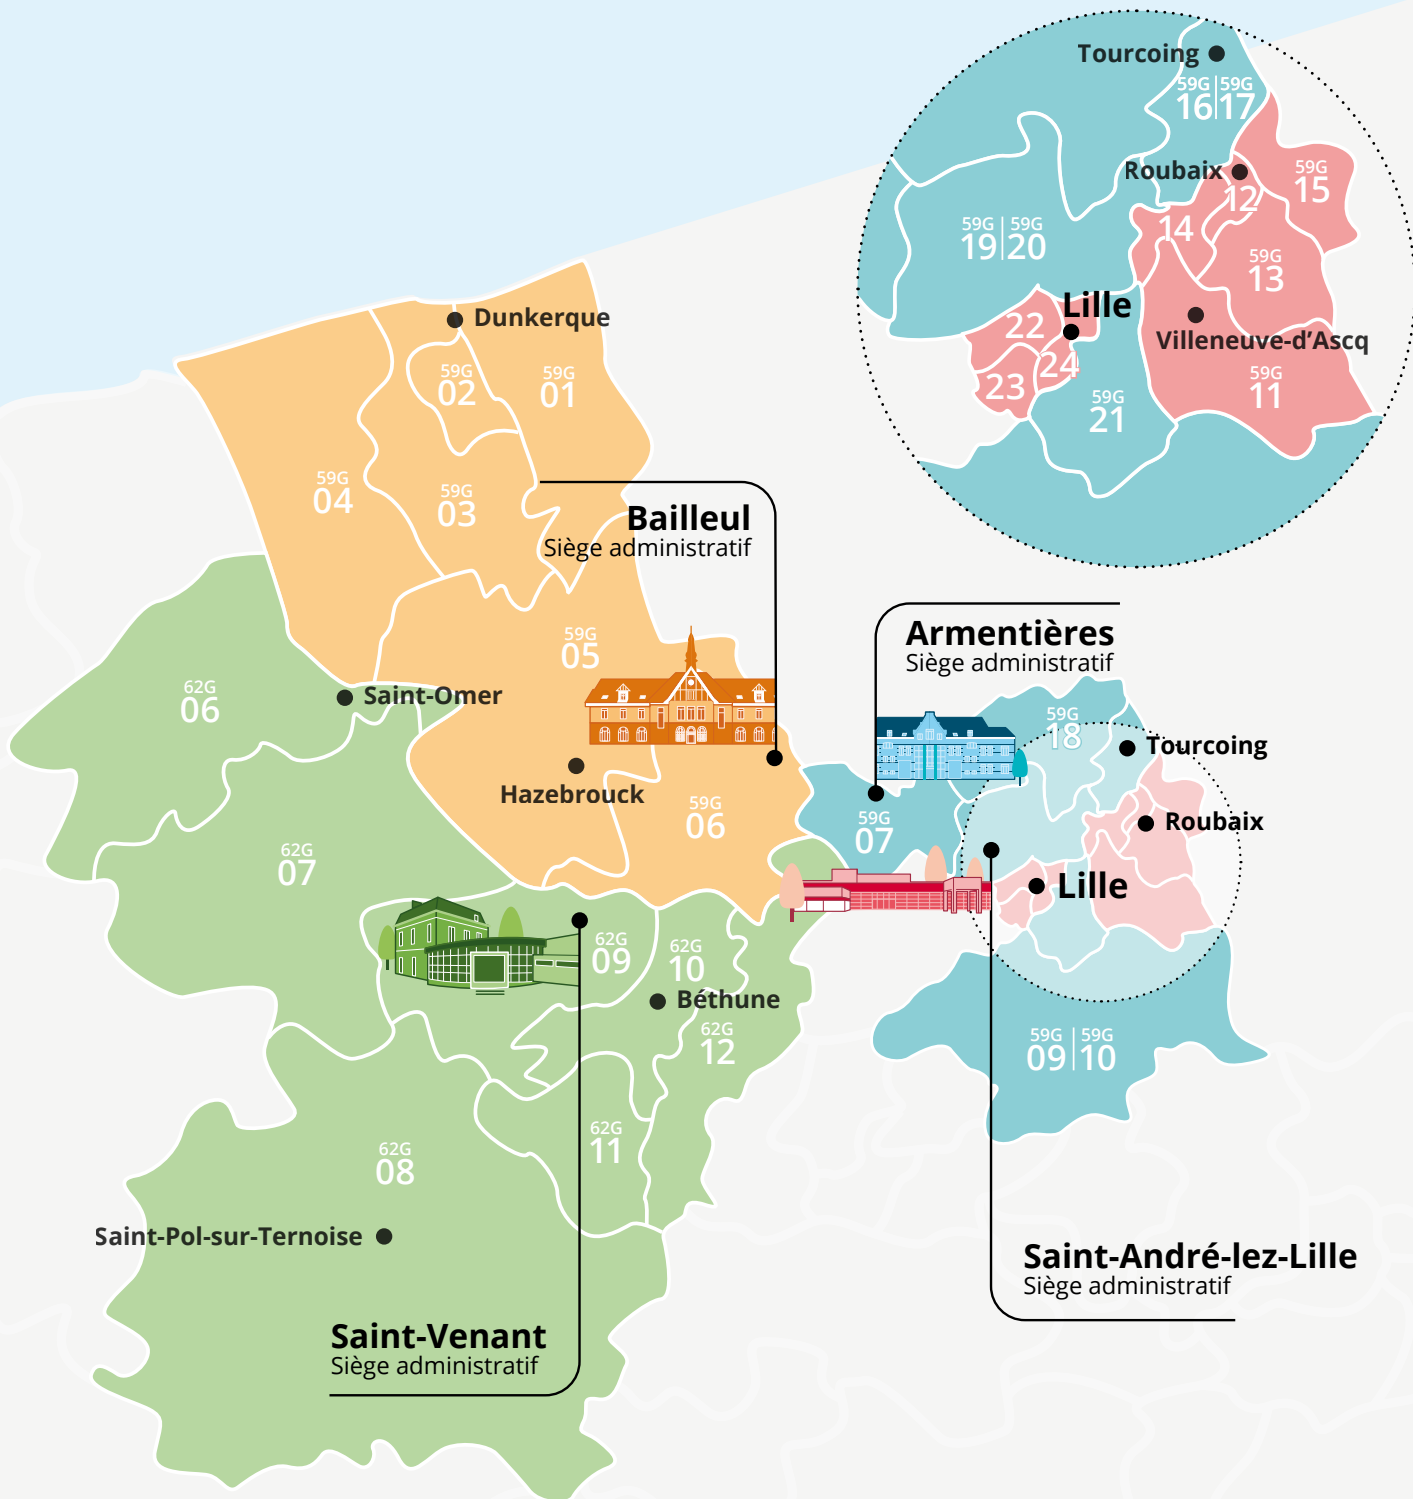 Tourcoing
59G 59G
16 17
Roubaix
12
59G
15
14
59G 59G
19 20
59G
13
Lille
22
Villeneuve-d'Ascq
24
23
59G
11
59G
21
Dunkerque
59G
02
59G
01
59G
04
59G
03
Bailleul
Siège administratif
59G
05
Armentières
Siège administratif
62G
06
Saint-Omer
59G
18
Tourcoing
Hazebrouck
59G
06
59G
07
Roubaix
62G
07
Lille
62G
09
62G
10
Béthune
62G
12
59G 59G
09 10
62G
11
62G
08
Saint-Pol-sur-Ternoise
Saint-André-lez-Lille
Siège administratif
Saint-Venant
Siège administratif